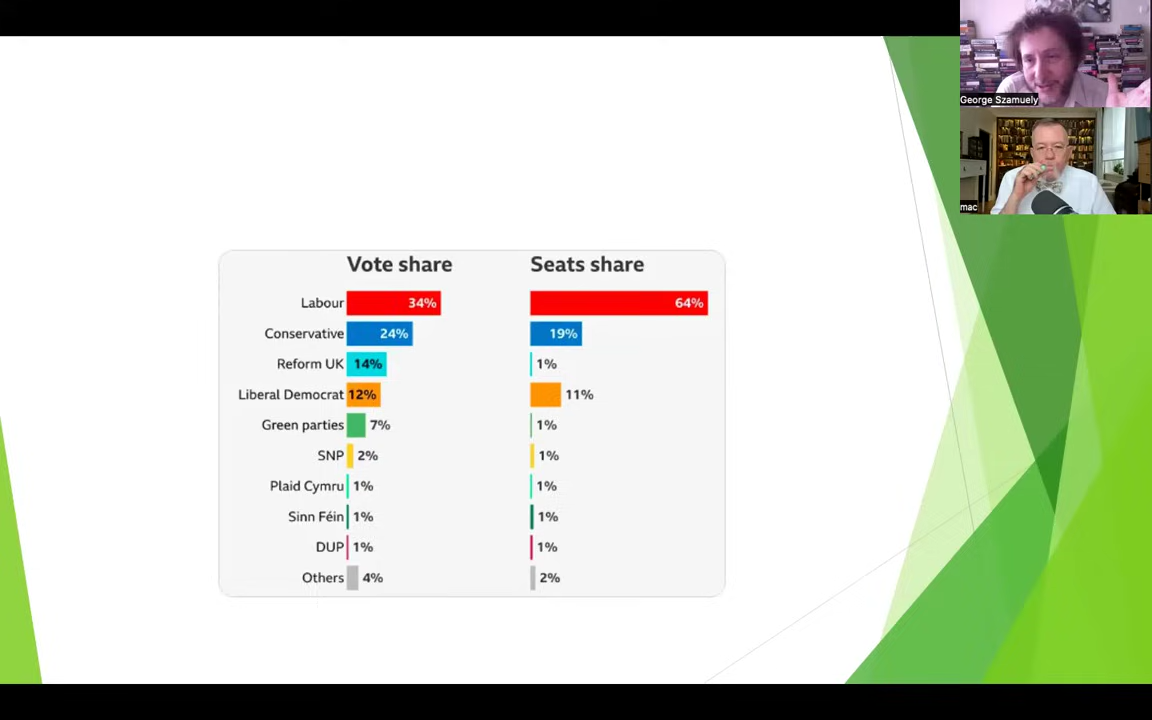 George Szamuely
mac
Vote share Seats share
Labour 34% 64%
Conservative 24% 19%
Reform UK 14% 1%
Liberal Democrat 12% 11%
Green parties 7% 1%
SNP 2% 1%
Plaid Cymru 1% 1%
Sinn Féin 1% 1%
DUP 1% 1%
Others 4% 2%